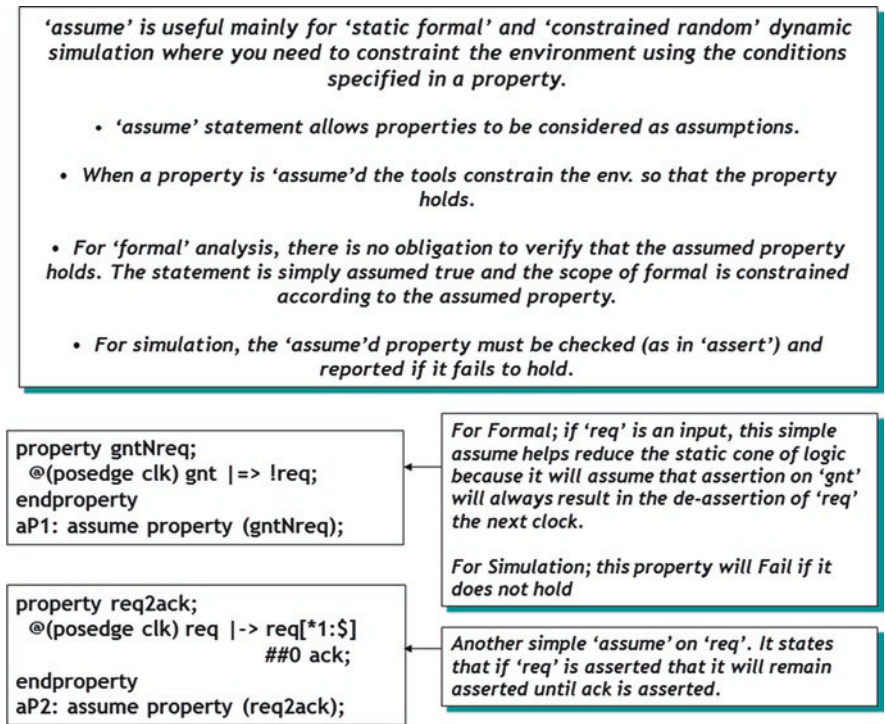 ‘assume’ is useful mainly for ‘static formal’ and ‘constrained random’ dynamic
simulation where you need to constraint the environment using the conditions
specified in a property.
• ‘assume’ statement allows properties to be considered as assumptions.
• When a property is ‘assume’d the tools constrain the env. so that the property
holds.
• For ‘formal’ analysis, there is no obligation to verify that the assumed property
holds. The statement is simply assumed true and the scope of formal is constrained
according to the assumed property.
• For simulation, the ‘assume’d property must be checked (as in ‘assert’) and
reported if it fails to hold.
property gntNreq;
@(posedge clk) gnt |=> !req;
endproperty
aP1: assume property (gntNreq);
For Formal; if ‘req’ is an input, this simple
assume helps reduce the static cone of logic
because it will assume that assertion on ‘gnt’
will always result in the de-assertion of ‘req’
the next clock.
For Simulation; this property will Fail if it
does not hold
property req2ack;
@(posedge clk) req |-> req[*1:$]
##0 ack;
endproperty
aP2: assume property (req2ack);
Another simple ‘assume’ on ‘req’. It states
that if ‘req’ is asserted that it will remain
asserted until ack is asserted.